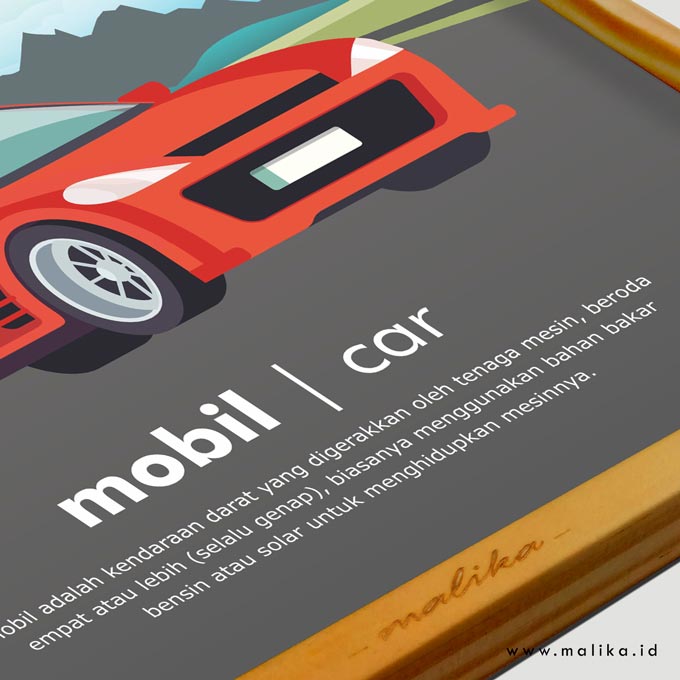 mobil | car
mobil adalah kendaraan darat yang digerakkan oleh tenaga mesin, beroda
empat atau lebih (selalu genap), biasanya menggunakan bahan bakar
bensin atau solar untuk menghidupkan mesinnya.
- malika -
www.malika.id